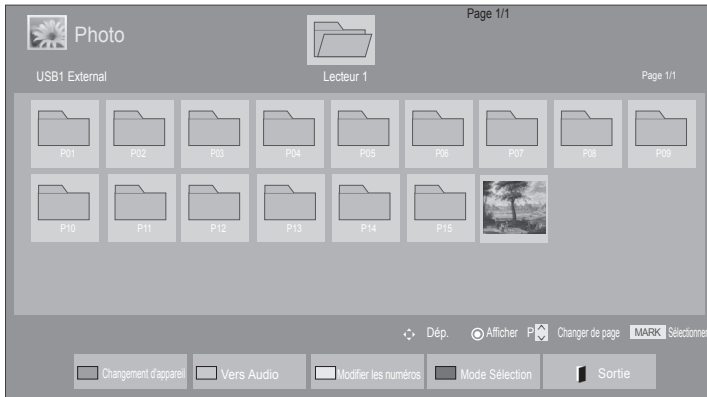 Page 1/1
Photo
USB1 External
Lecteur 1
Page 1/1
P01 P02 P03 P04 P05 P06 P07 P08 P09
P10 P11 P12 P13 P14 P15
Dép. Afficher P Changer de page MARK Sélectionner
Changement d'appareil Vers Audio Modifier les numéros Mode Sélection Sortie